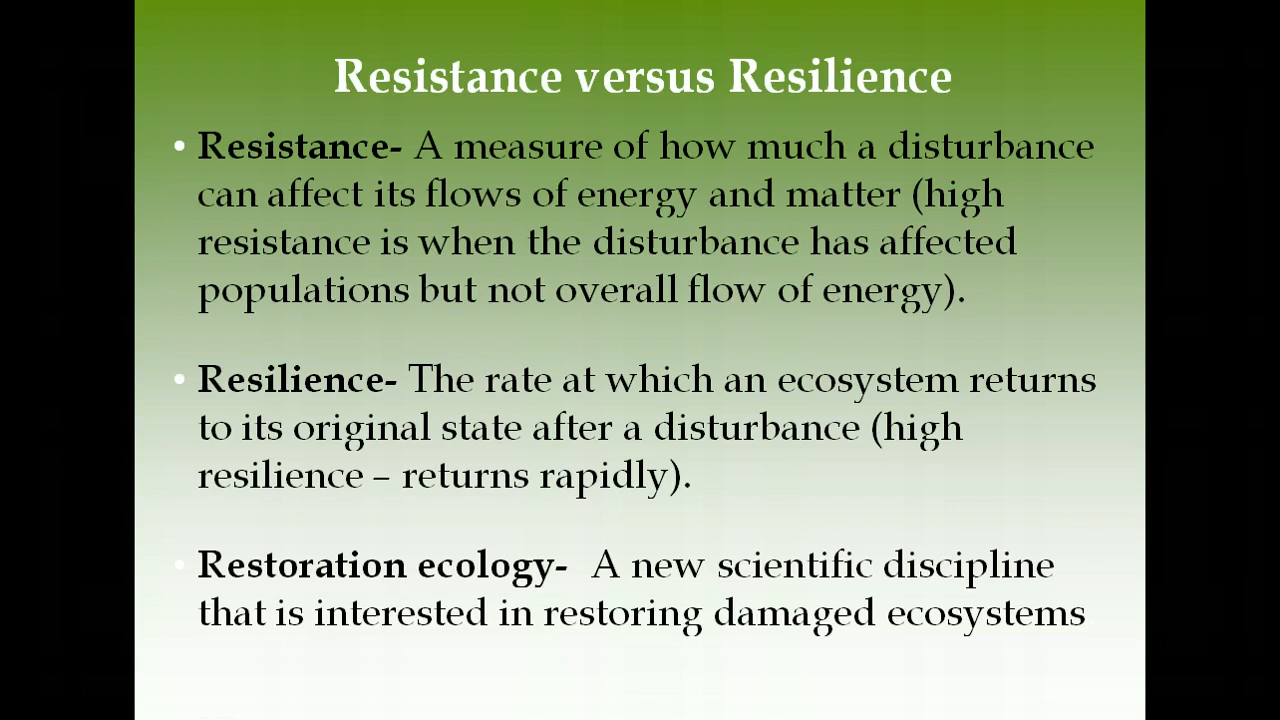 Resistance versus Resilience
• Resistance- A measure of how much a disturbance
can affect its flows of energy and matter (high
resistance is when the disturbance has affected
populations but not overall flow of energy).
• Resilience- The rate at which an ecosystem returns
to its original state after a disturbance (high
resilience – returns rapidly).
• Restoration ecology-  A new scientific discipline
that is interested in restoring damaged ecosystems